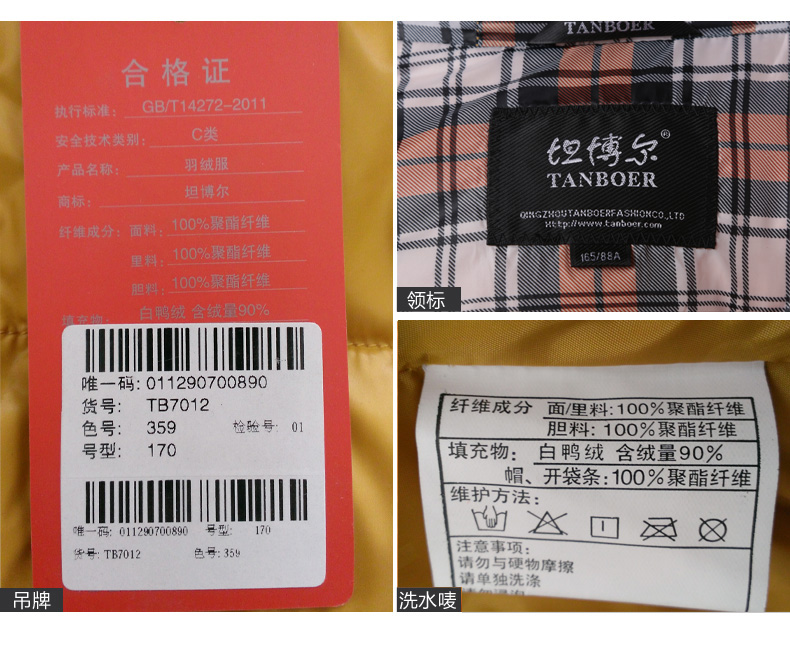 合格证
执行标准: GB/T14272-2011
安全技术类别: C类
产品名称: 羽绒服
商标: 坦博尔
纤维成分: 面料: 100%聚酯纤维
里料: 100%聚酯纤维
胆料: 100%聚酯纤维
填充物: 白鸭绒 含绒量90%
唯一码: 011290700890
货号: TB7012
色号: 359 检验号: 01
号型: 170
唯一码: 011290700890 号型: 170
货号: TB7012 色号: 359
吊牌
TANBOER
坦博尔®
TANBOER
QINGZHOUTANBOERFASHIONCO.,LTD
Http://www.tanboer.com
165/88A
领标
纤维成分 面/里料: 100%聚酯纤维
胆料: 100%聚酯纤维
填充物: 白鸭绒 含绒量90%
帽、开袋条: 100%聚酯纤维
维护方法:
注意事项:
请勿与硬物摩擦
请单独洗涤
洗水唛